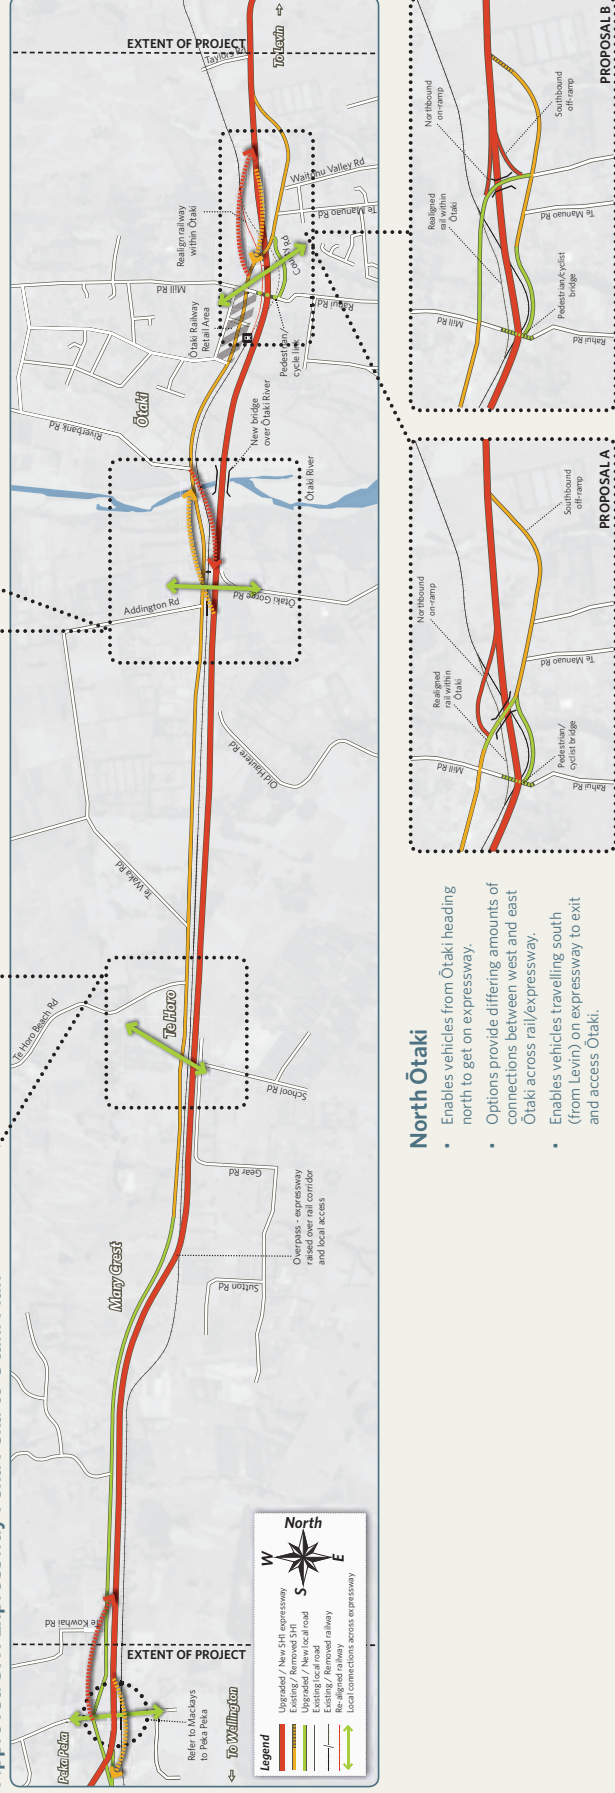 Peka Peka
Te Kowhai Rd
Refer to Mackays
to Peka Peka
To Wellington
EXTENT OF PROJECT
Legend
Upgraded / New SH1 expressway
Existing / Removed SH1
Upgraded / New local road
Existing local road
Existing / Removed railway
Re-aligned railway
Local connections across expressway
North
W
S
E
Mary Crest
Sutton Rd
Overpass - expressway
raised over rail corridor
and local access
Gear Rd
School Rd
Te Horo
Te Horo Beach Rd
Te Waka Rd
Old Hautere Rd
Addington Rd
Ōtaki Gorge Rd
Ōtaki River
New bridge
over Ōtaki River
Riverbank Rd
Ōtaki
Ōtaki Railway
Retail Area
Mill Rd
Realign railway
within Ōtaki
Pedestrian/
cycle link
Rahui Rd
County Rd
Te Manuao Rd
Waitohu Valley Rd
Taylors Rd
EXTENT OF PROJECT
To Levin
North Ōtaki
• Enables vehicles from Ōtaki heading
north to get on expressway.
• Options provide differing amounts of
connections between west and east
Ōtaki across rail/expressway.
• Enables vehicles travelling south
(from Levin) on expressway to exit
and access Ōtaki.
Mill Rd
Realigned
rail within
Ōtaki
Northbound
on-ramp
Pedestrian/
cyclist bridge
Rahui Rd
Te Manuao Rd
Southbound
off-ramp
PROPOSAL A
Mill Rd
Realigned
rail within
Ōtaki
Northbound
on-ramp
Pedestrian/cyclist
bridge
Rahui Rd
Te Manuao Rd
Southbound
off-ramp
PROPOSAL B